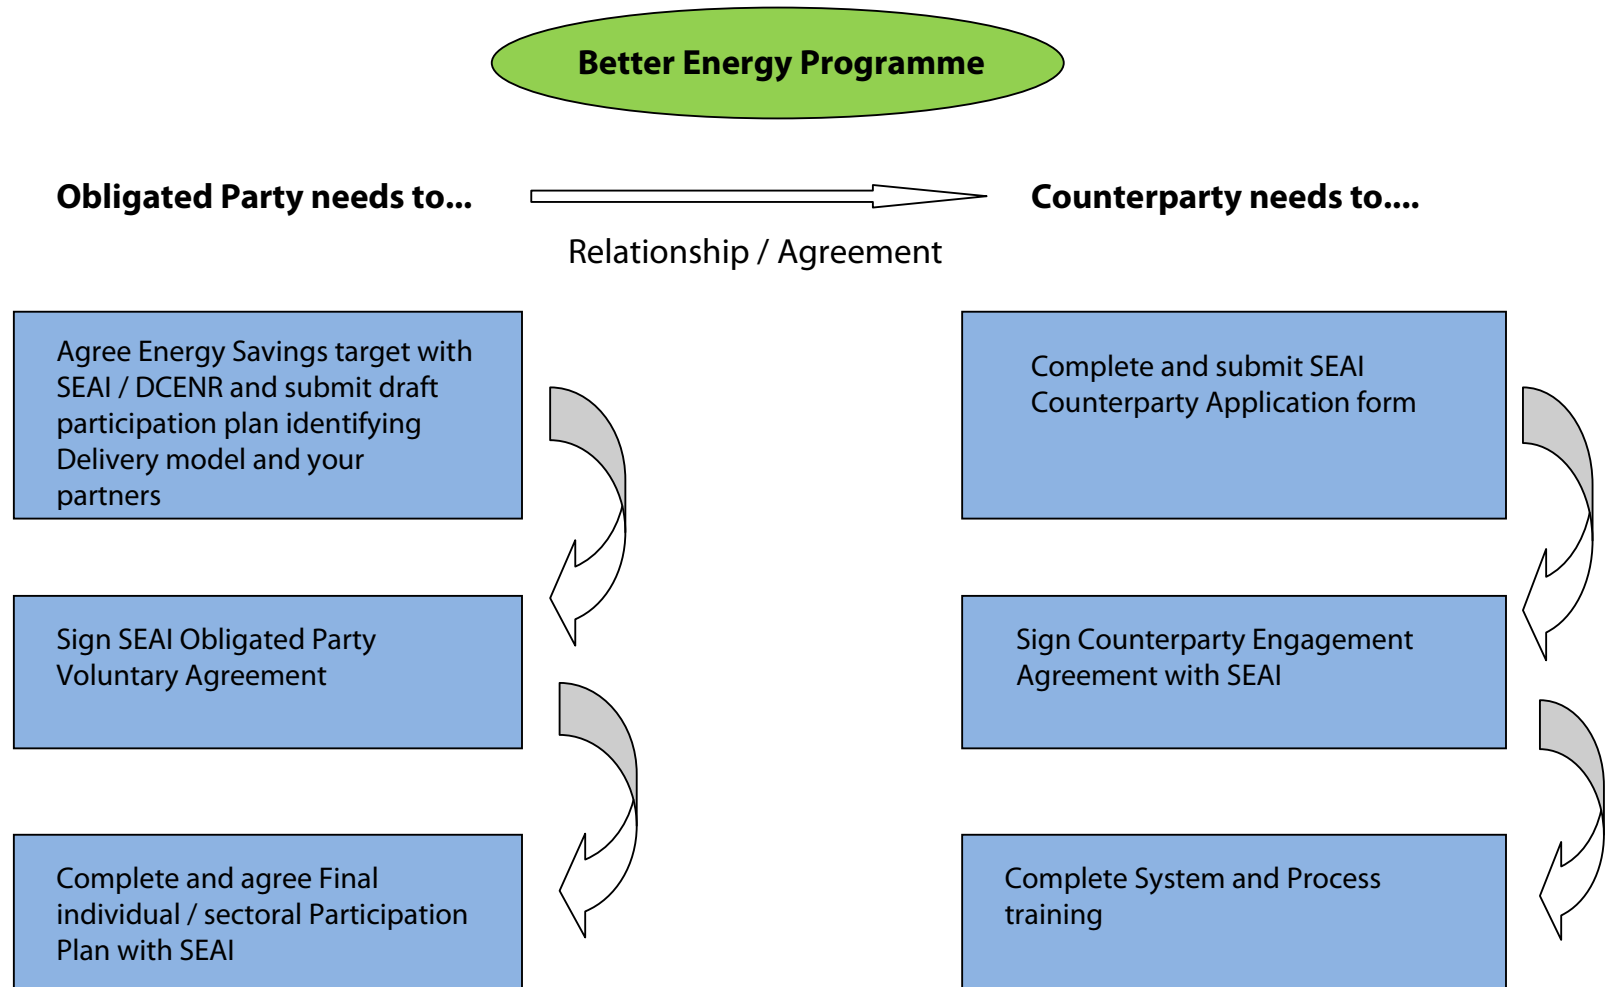 Better Energy Programme
Obligated Party needs to...
Counterparty needs to....
Relationship / Agreement
Agree Energy Savings target with
SEAI / DCENR and submit draft
participation plan identifying
Delivery model and your
partners
Complete and submit SEAI
Counterparty Application form
Sign SEAI Obligated Party
Voluntary Agreement
Sign Counterparty Engagement
Agreement with SEAI
Complete and agree Final
individual / sectoral Participation
Plan with SEAI
Complete System and Process
training